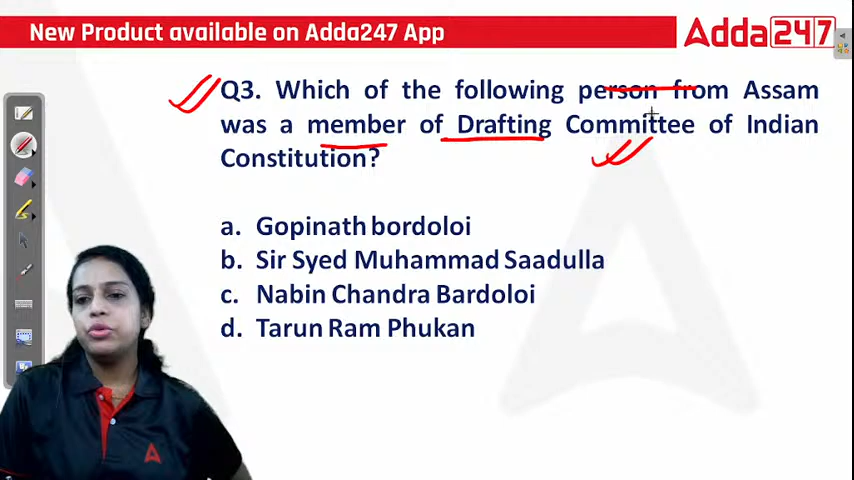 New Product available on Adda247 App
Adda247
Q3. Which of the following person from Assam
was a member of Drafting Committee of Indian
Constitution?
a. Gopinath bordoloi
b. Sir Syed Muhammad Saadulla
c. Nabin Chandra Bardoloi
d. Tarun Ram Phukan